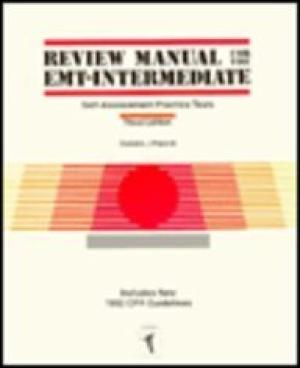 REVIEW MANUAL FOR THE
EMT-INTERMEDIATE
Self-Assessment Practice Tests
Third Edition
Includes New
1992 CPR Guidelines